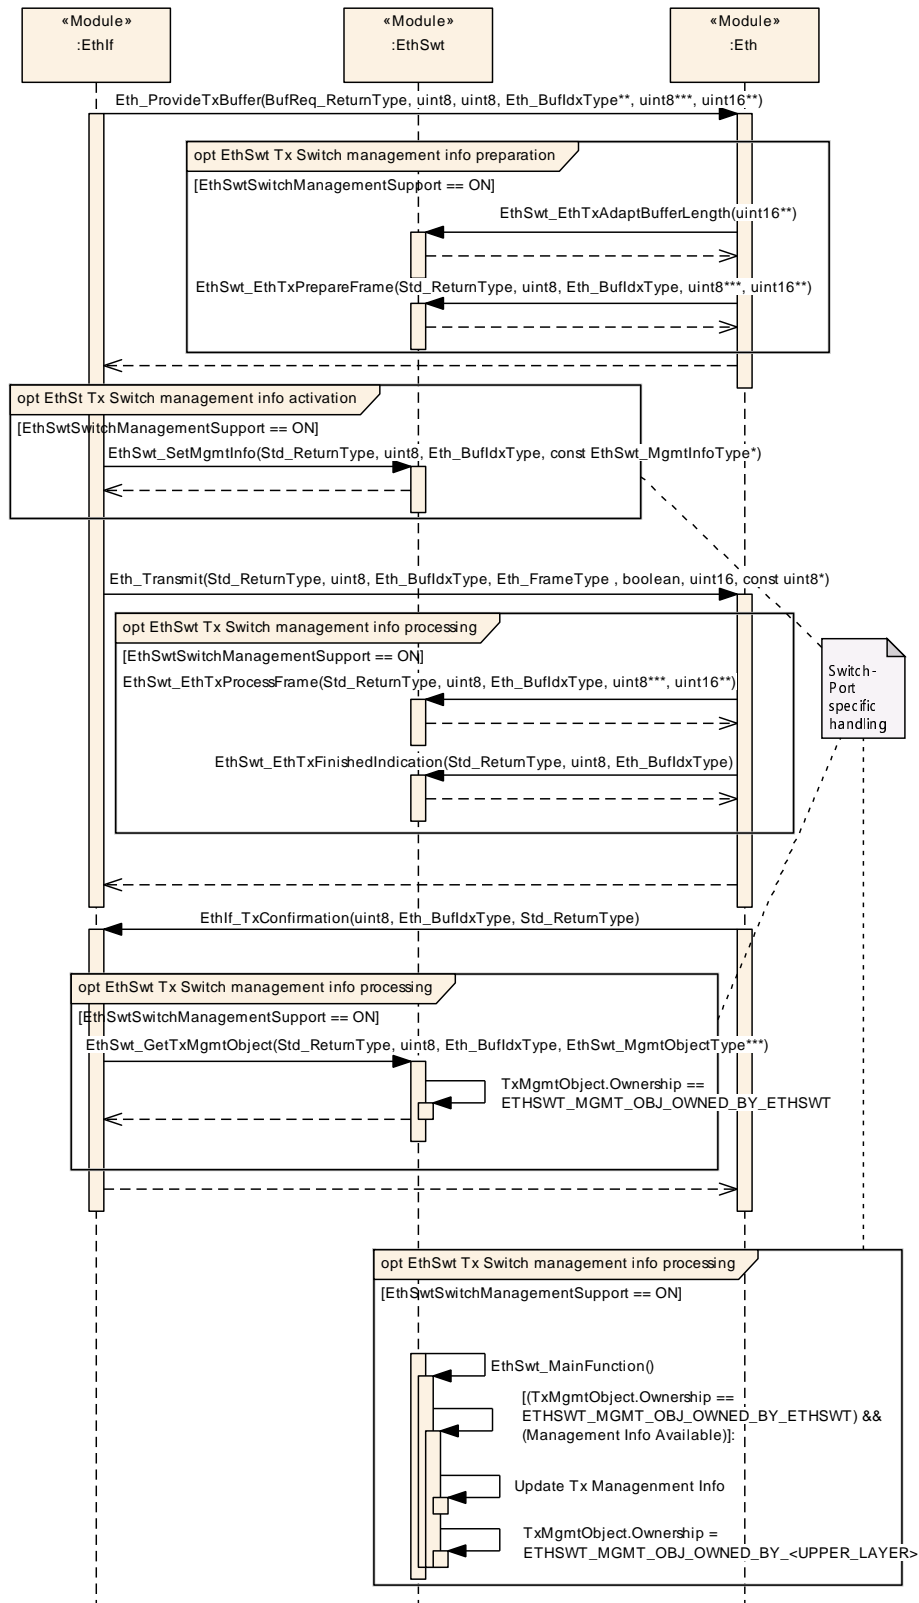 «Module»
:EthIf
«Module»
:EthSwt
«Module»
:Eth
Eth_ProvideTxBuffer(BufReq_ReturnType, uint8, uint8, Eth_BufIdxType**, uint8***, uint16**)
opt EthSwt Tx Switch management info preparation
[EthSwtSwitchManagementSupport == ON]
EthSwt_EthTxAdaptBufferLength(uint16**)
EthSwt_EthTxPrepareFrame(Std_ReturnType, uint8, Eth_BufIdxType, uint8***, uint16**)
opt EthSt Tx Switch management info activation
[EthSwtSwitchManagementSupport == ON]
EthSwt_SetMgmtInfo(Std_ReturnType, uint8, Eth_BufIdxType, const EthSwt_MgmtInfoType*)
Eth_Transmit(Std_ReturnType, uint8, Eth_BufIdxType, Eth_FrameType , boolean, uint16, const uint8*)
opt EthSwt Tx Switch management info processing
[EthSwtSwitchManagementSupport == ON]
EthSwt_EthTxProcessFrame(Std_ReturnType, uint8, Eth_BufIdxType, uint8***, uint16**)
Switch-
Port
specific
handling
EthSwt_EthTxFinishedIndication(Std_ReturnType, uint8, Eth_BufIdxType)
EthIf_TxConfirmation(uint8, Eth_BufIdxType, Std_ReturnType)
opt EthSwt Tx Switch management info processing
[EthSwtSwitchManagementSupport == ON]
EthSwt_GetTxMgmtObject(Std_ReturnType, uint8, Eth_BufIdxType, EthSwt_MgmtObjectType***)
TxMgmtObject.Ownership ==
ETHSWT_MGMT_OBJ_OWNED_BY_ETHSWT
opt EthSwt Tx Switch management info processing
[EthSwtSwitchManagementSupport == ON]
EthSwt_MainFunction()
[(TxMgmtObject.Ownership ==
ETHSWT_MGMT_OBJ_OWNED_BY_ETHSWT) &&
(Management Info Available)]:
Update Tx Managenment Info
TxMgmtObject.Ownership =
ETHSWT_MGMT_OBJ_OWNED_BY_<UPPER_LAYER>